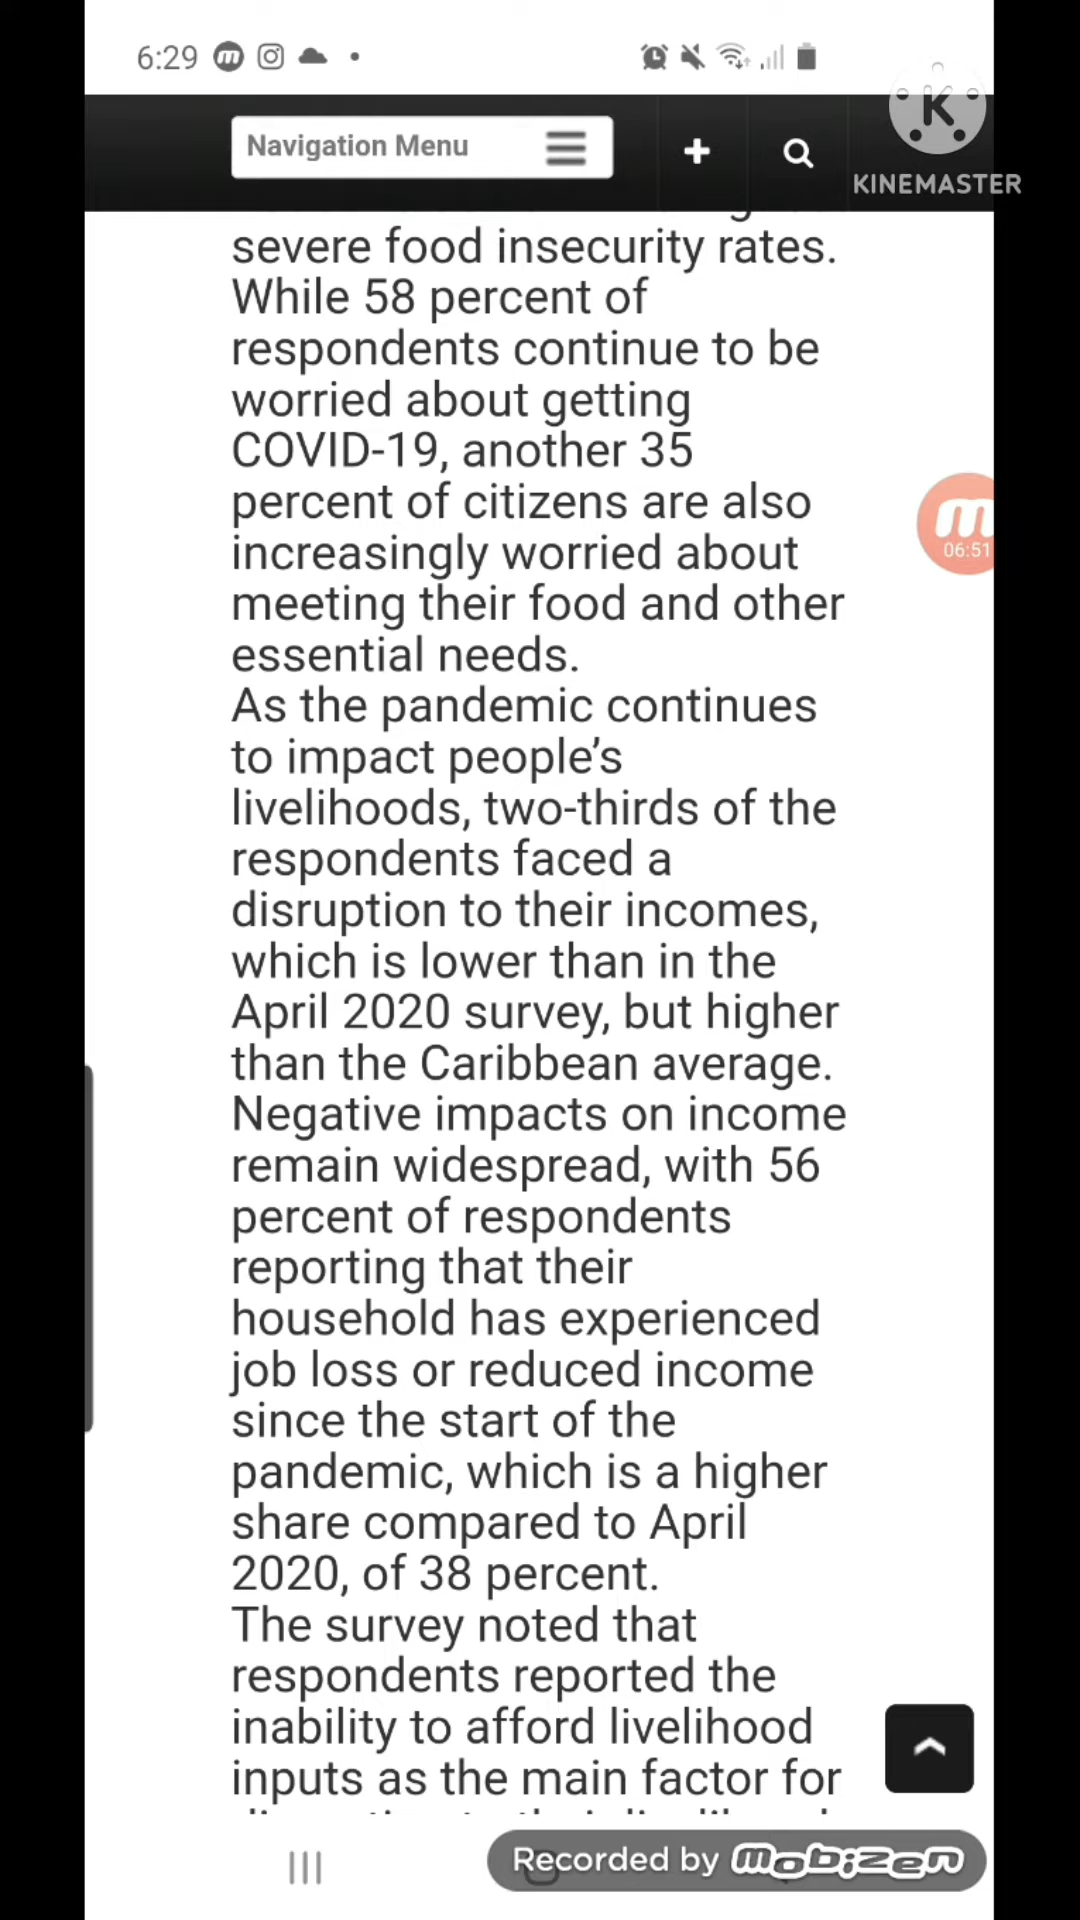 6:29
Navigation Menu
KINEMASTER
severe food insecurity rates.
While 58 percent of
respondents continue to be
worried about getting
COVID-19, another 35
percent of citizens are also
increasingly worried about
meeting their food and other
essential needs.
06:51
As the pandemic continues
to impact people’s
livelihoods, two-thirds of the
respondents faced a
disruption to their incomes,
which is lower than in the
April 2020 survey, but higher
than the Caribbean average.
Negative impacts on income
remain widespread, with 56
percent of respondents
reporting that their
household has experienced
job loss or reduced income
since the start of the
pandemic, which is a higher
share compared to April
2020, of 38 percent.
The survey noted that
respondents reported the
inability to afford livelihood
inputs as the main factor for
Recorded by mobizen